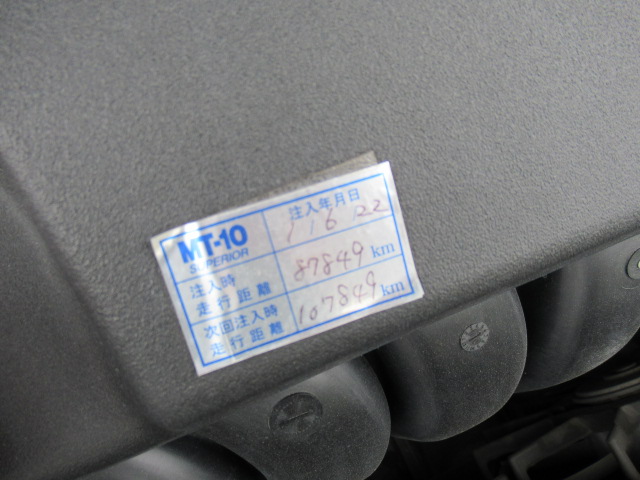 MT-10
SUPERIOR
注入年月日
1 6 22
注入時
走行距離
87849 km
次回注入時
走行距離
107849 km